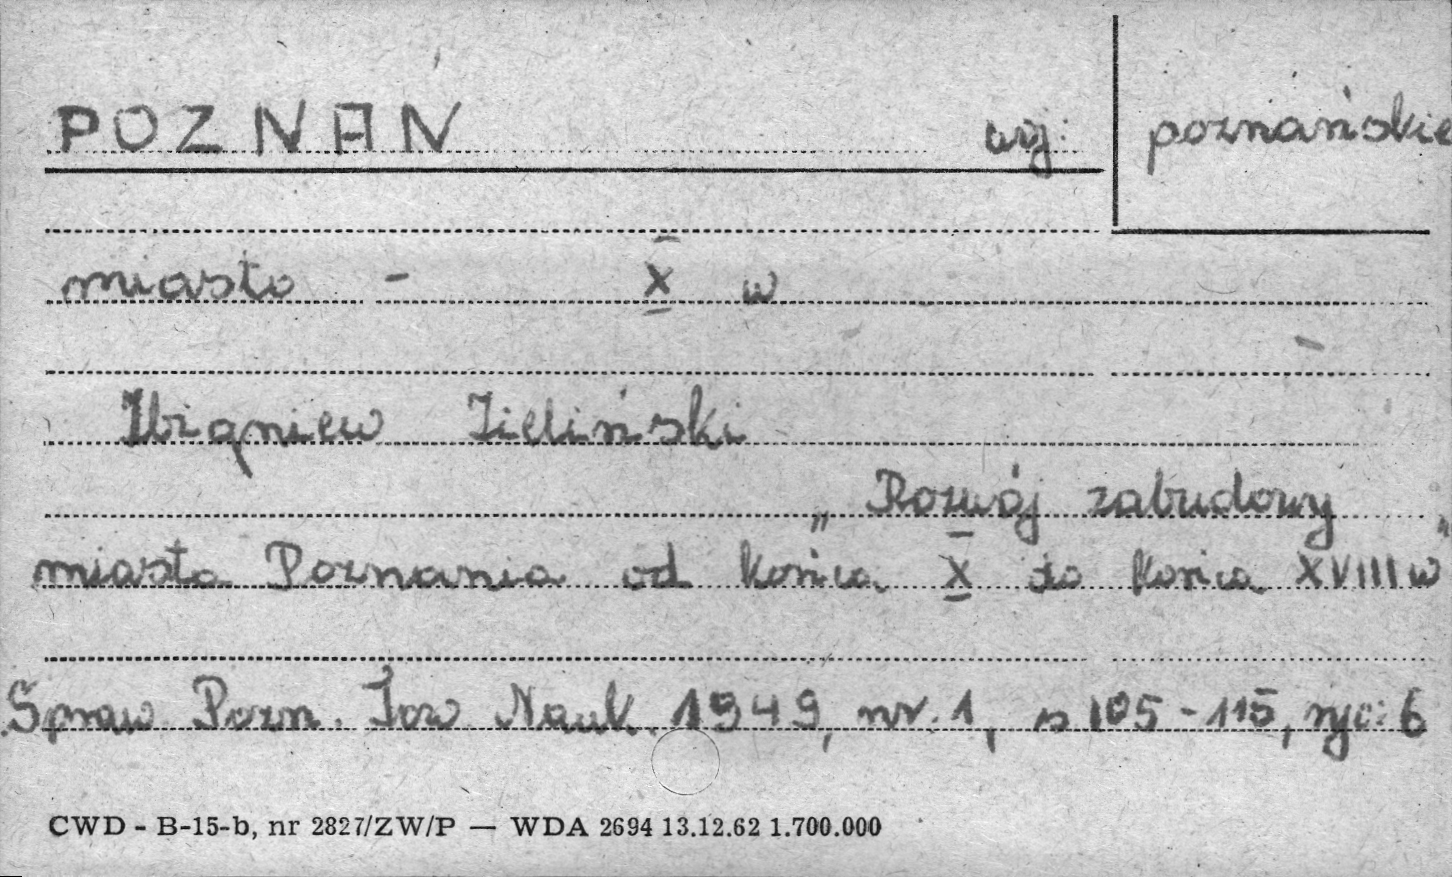 POZNAN woj: poznańskie
miasto - X w
Zbigniew Zieliński
„ Rozwój zabudowy
miasta Poznania od końca X do końca XVIII w"
Spraw Pozn. Tow Nauk. 1949, nr. 1, s 105-115, ryc: 6
CWD - B-15-b, nr 2827/ZW/P — WDA 2694 13.12.62 1.700.000